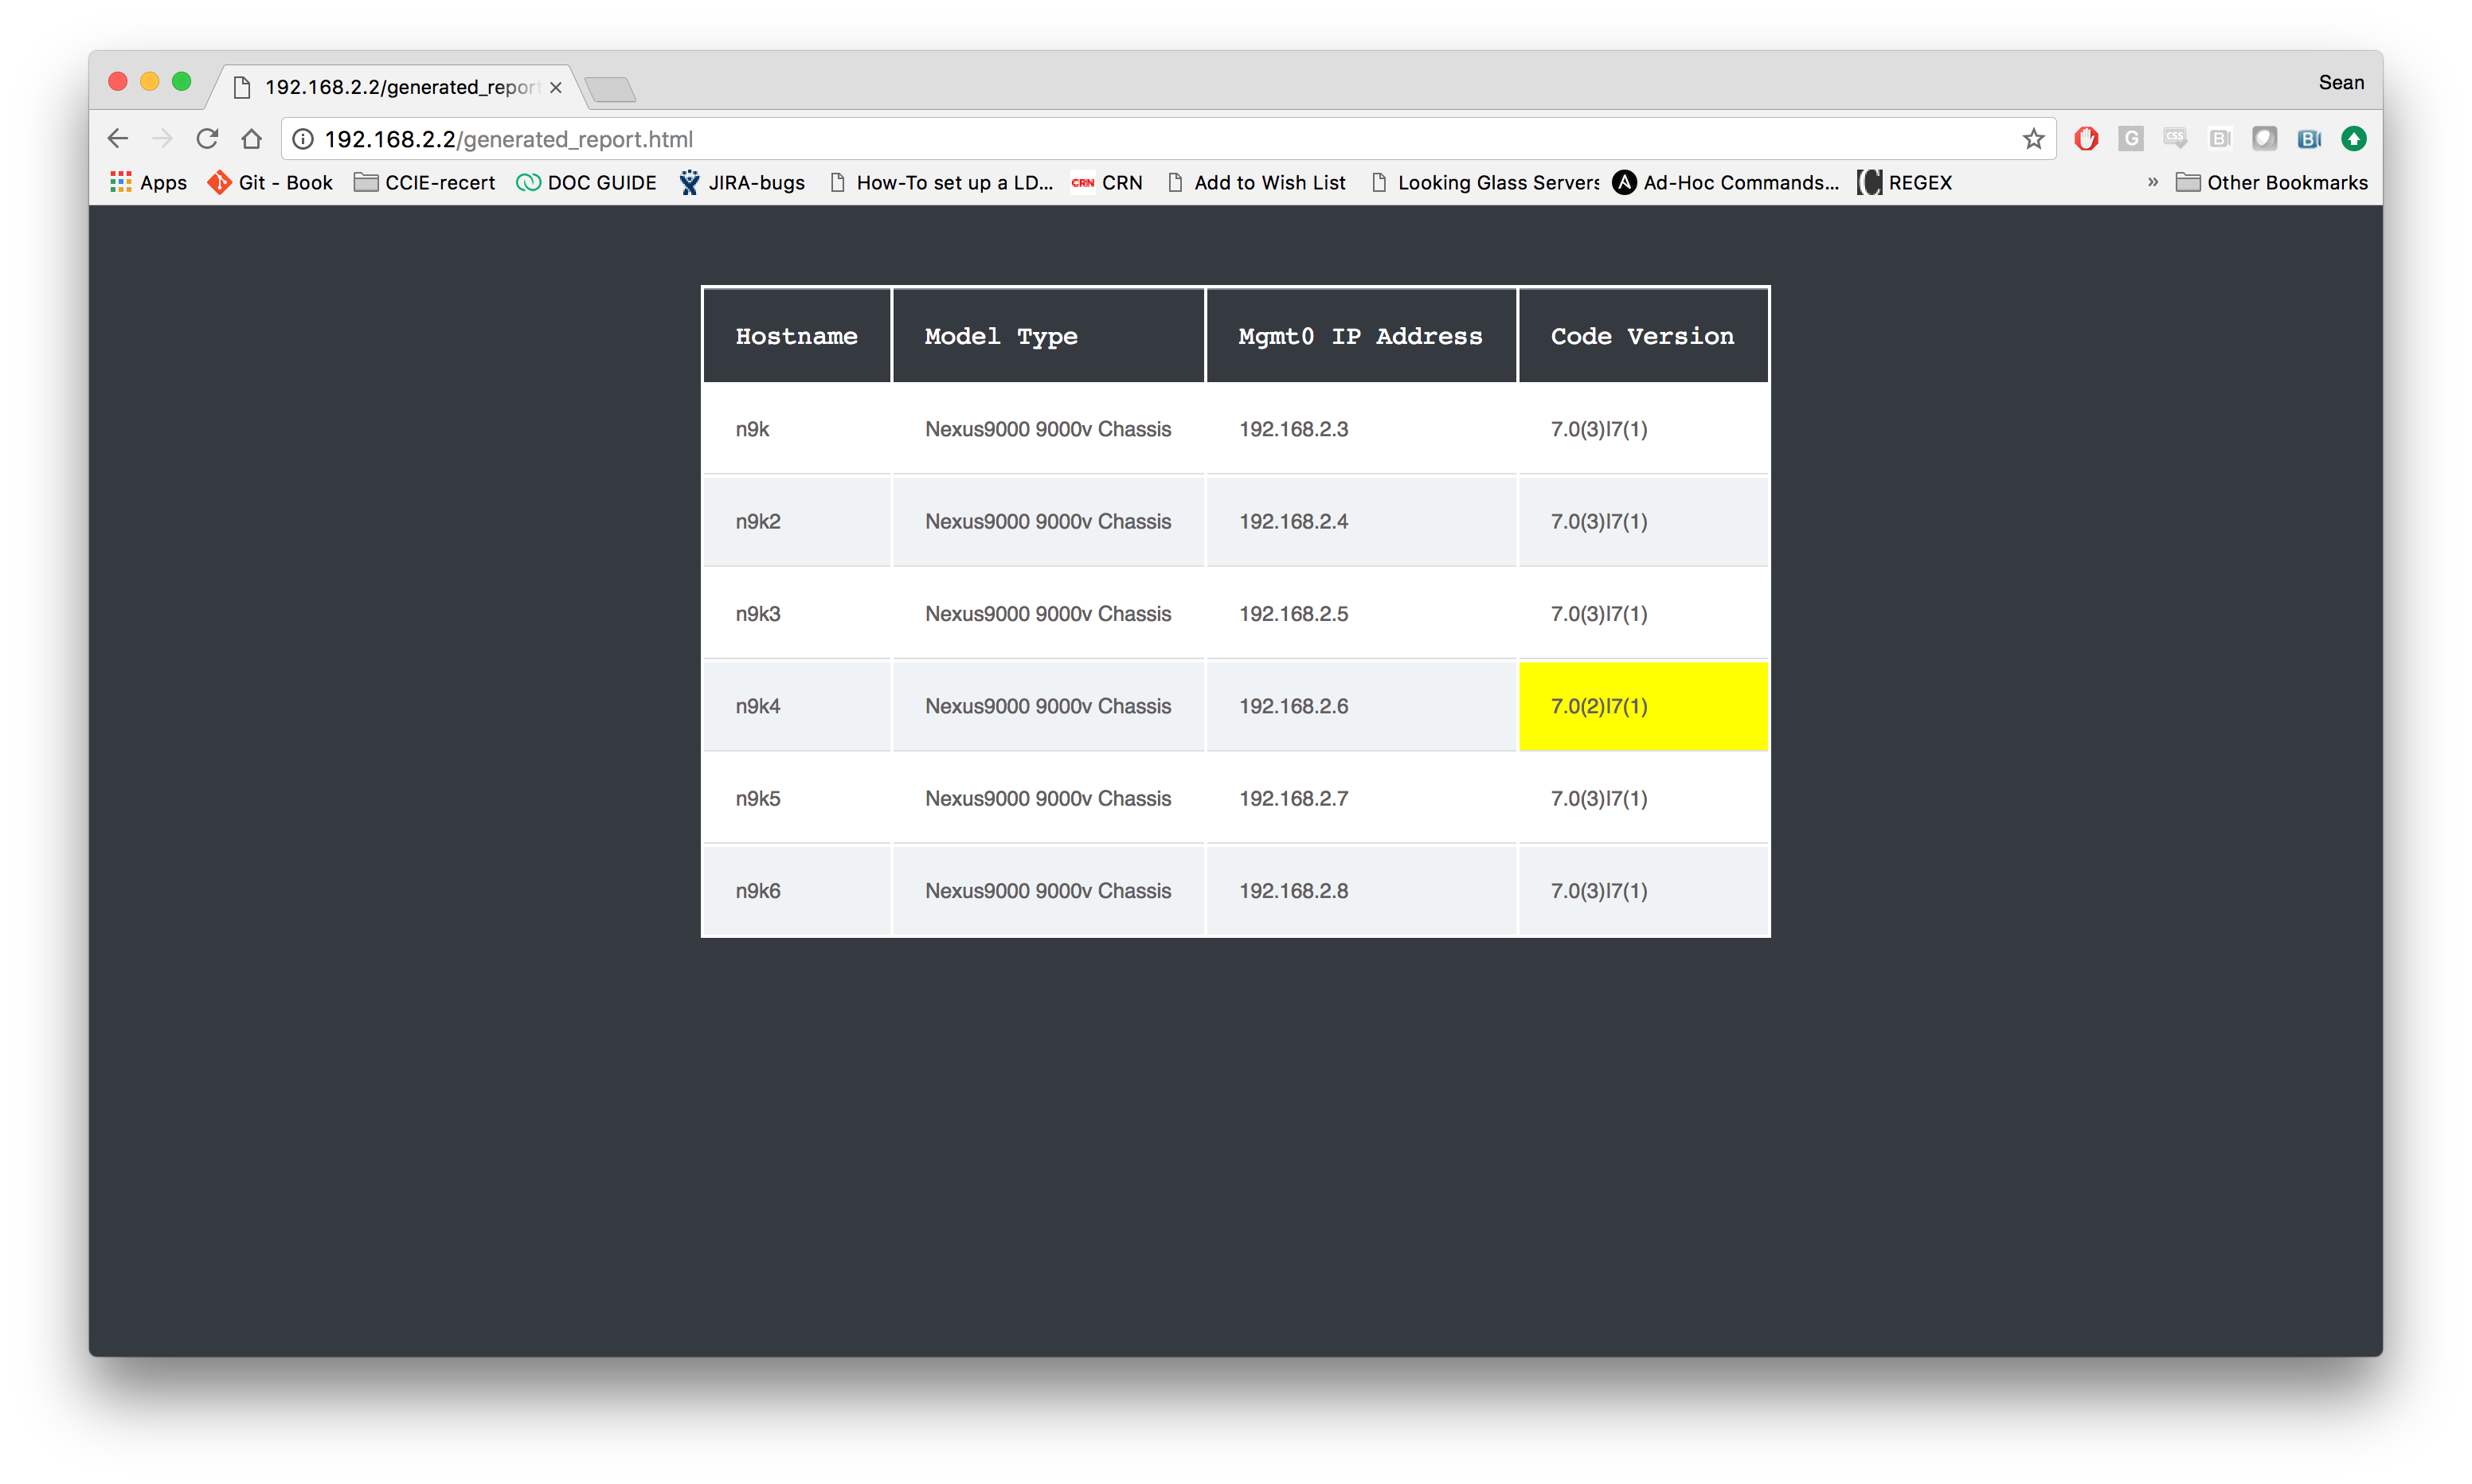 192.168.2.2/generated_report
Sean
192.168.2.2/generated_report.html
Apps Git - Book CCIE-recert DOC GUIDE JIRA-bugs How-To set up a LD... CRN CRN Add to Wish List Looking Glass Servers Ad-Hoc Commands... REGEX » Other Bookmarks
Hostname Model Type Mgmt0 IP Address Code Version
n9k Nexus9000 9000v Chassis 192.168.2.3 7.0(3)I7(1)
n9k2 Nexus9000 9000v Chassis 192.168.2.4 7.0(3)I7(1)
n9k3 Nexus9000 9000v Chassis 192.168.2.5 7.0(3)I7(1)
n9k4 Nexus9000 9000v Chassis 192.168.2.6 7.0(2)I7(1)
n9k5 Nexus9000 9000v Chassis 192.168.2.7 7.0(3)I7(1)
n9k6 Nexus9000 9000v Chassis 192.168.2.8 7.0(3)I7(1)